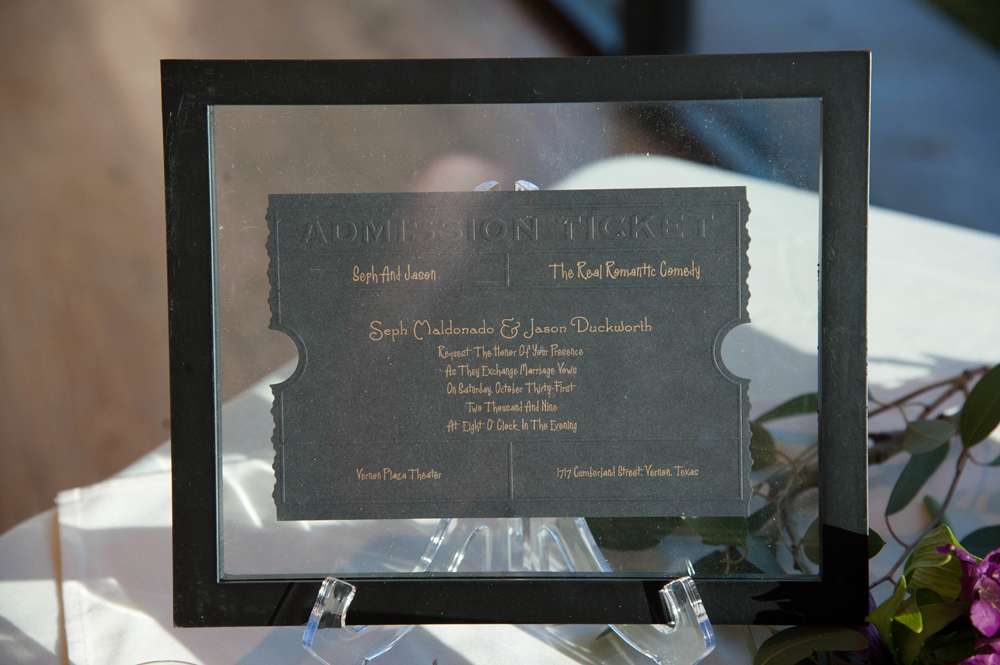 ADMISSION TICKET
Seph And Jason
The Real Romantic Comedy
Seph Maldonado & Jason Duckworth
Request The Honor Of Your Presence
As They Exchange Marriage Vows
On Saturday, October Thirty-First
Two Thousand And Nine
At Eight O' Clock In The Evening
Vernon Plaza Theater
1717 Cumberland Street, Vernon, Texas